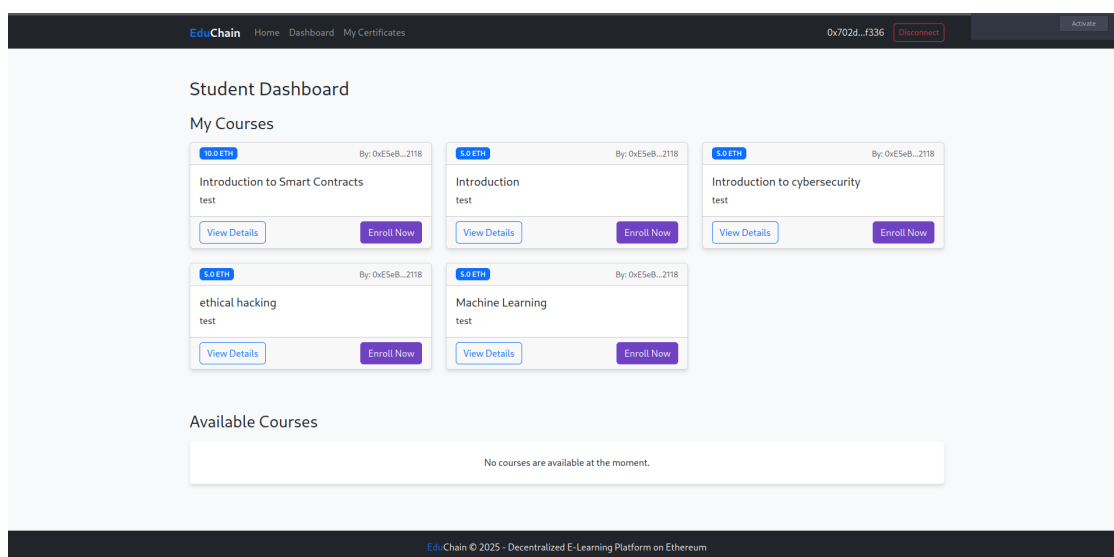 EduChain Home Dashboard My Certificates 0x702d...f336 Disconnect Activate
Student Dashboard
My Courses
10.0 ETH By: 0xE5eB...2118 5.0 ETH By: 0xE5eB...2118 5.0 ETH By: 0xE5eB...2118
Introduction to Smart Contracts Introduction Introduction to cybersecurity
test test test
View Details Enroll Now View Details Enroll Now View Details Enroll Now
5.0 ETH By: 0xE5eB...2118 5.0 ETH By: 0xE5eB...2118
ethical hacking Machine Learning
test test
View Details Enroll Now View Details Enroll Now
Available Courses
No courses are available at the moment.
EduChain © 2025 - Decentralized E-Learning Platform on Ethereum